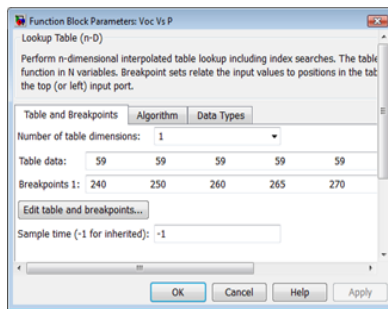 Function Block Parameters: Voc Vs P
Lookup Table (n-D)
Perform n-dimensional interpolated table lookup including index searches. The table
function in N variables. Breakpoint sets relate the input values to positions in the table
the top (or left) input port.
Table and Breakpoints Algorithm Data Types
Number of table dimensions: 1
Table data: 59 59 59 59 59
Breakpoints 1: 240 250 260 265 270
Edit table and breakpoints...
Sample time (-1 for inherited): -1
OK Cancel Help Apply